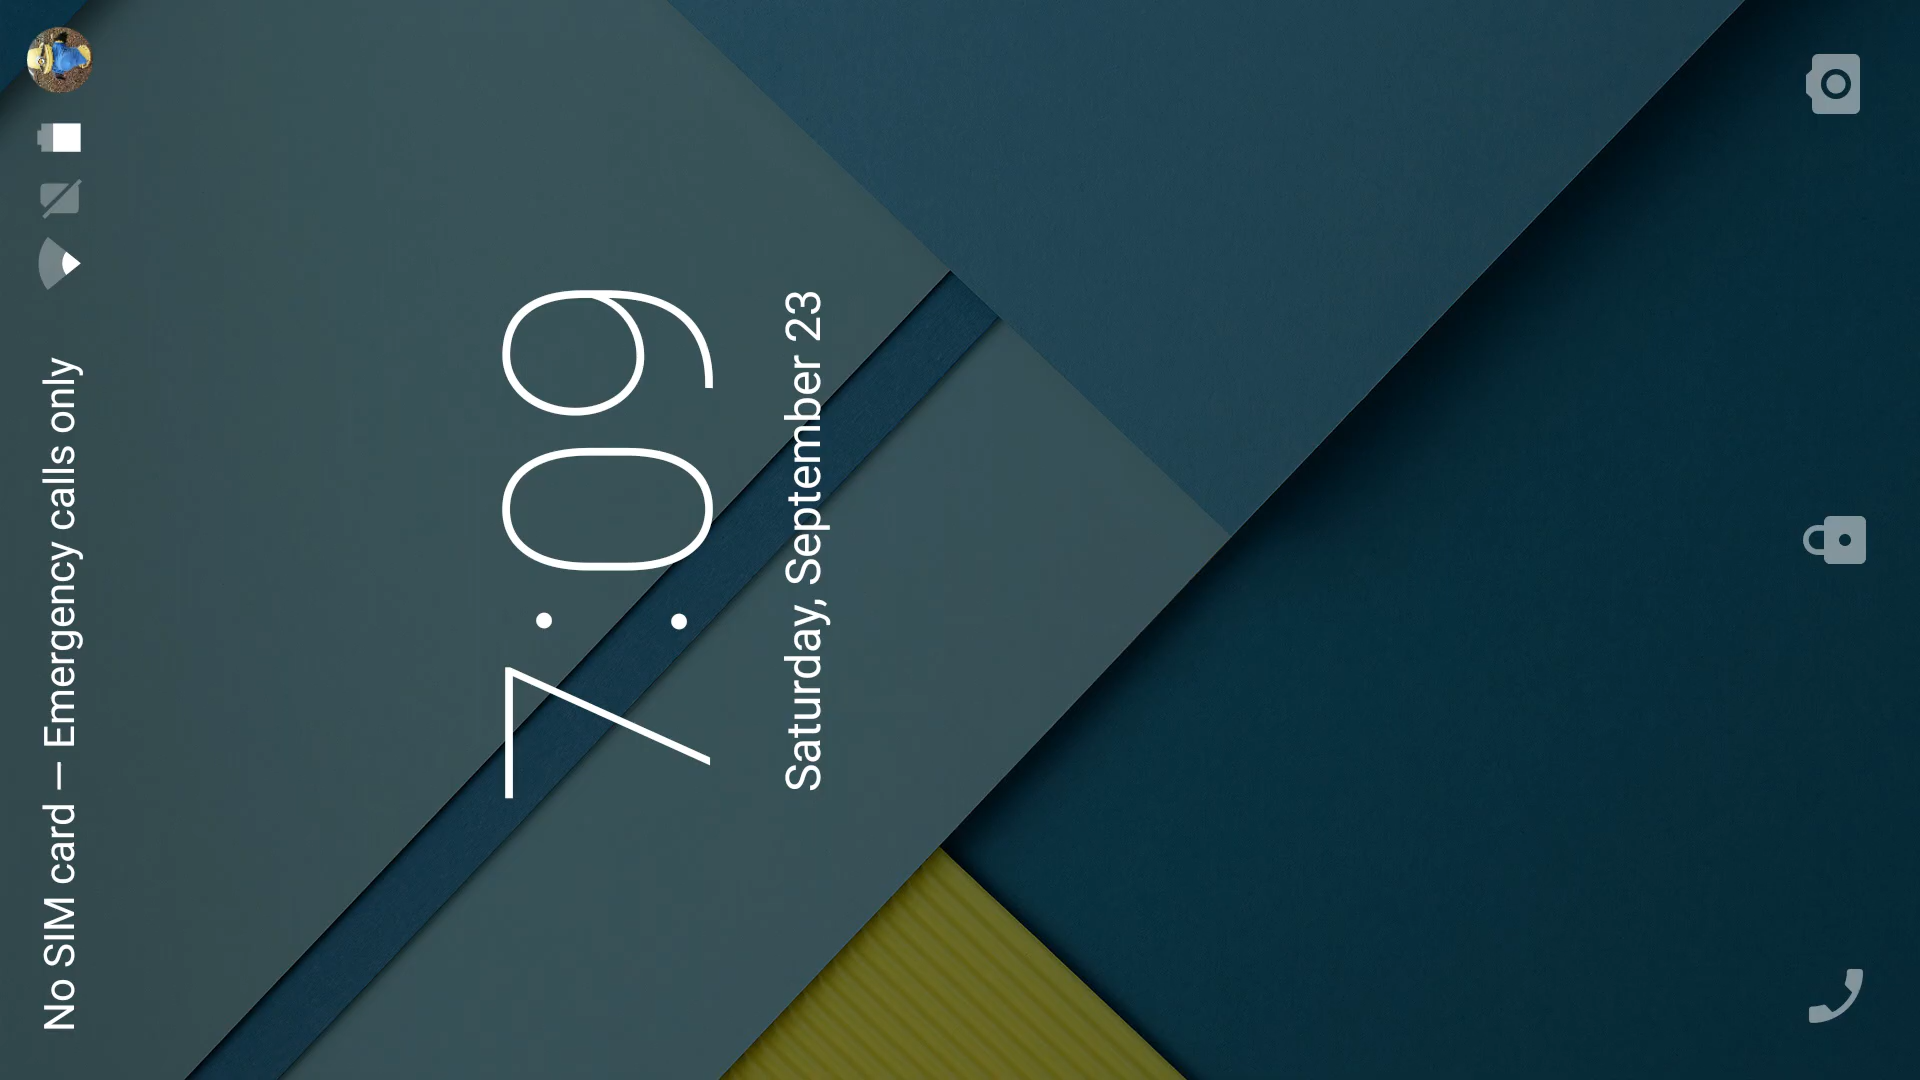 No SIM card — Emergency calls only
7:09
Saturday, September 23